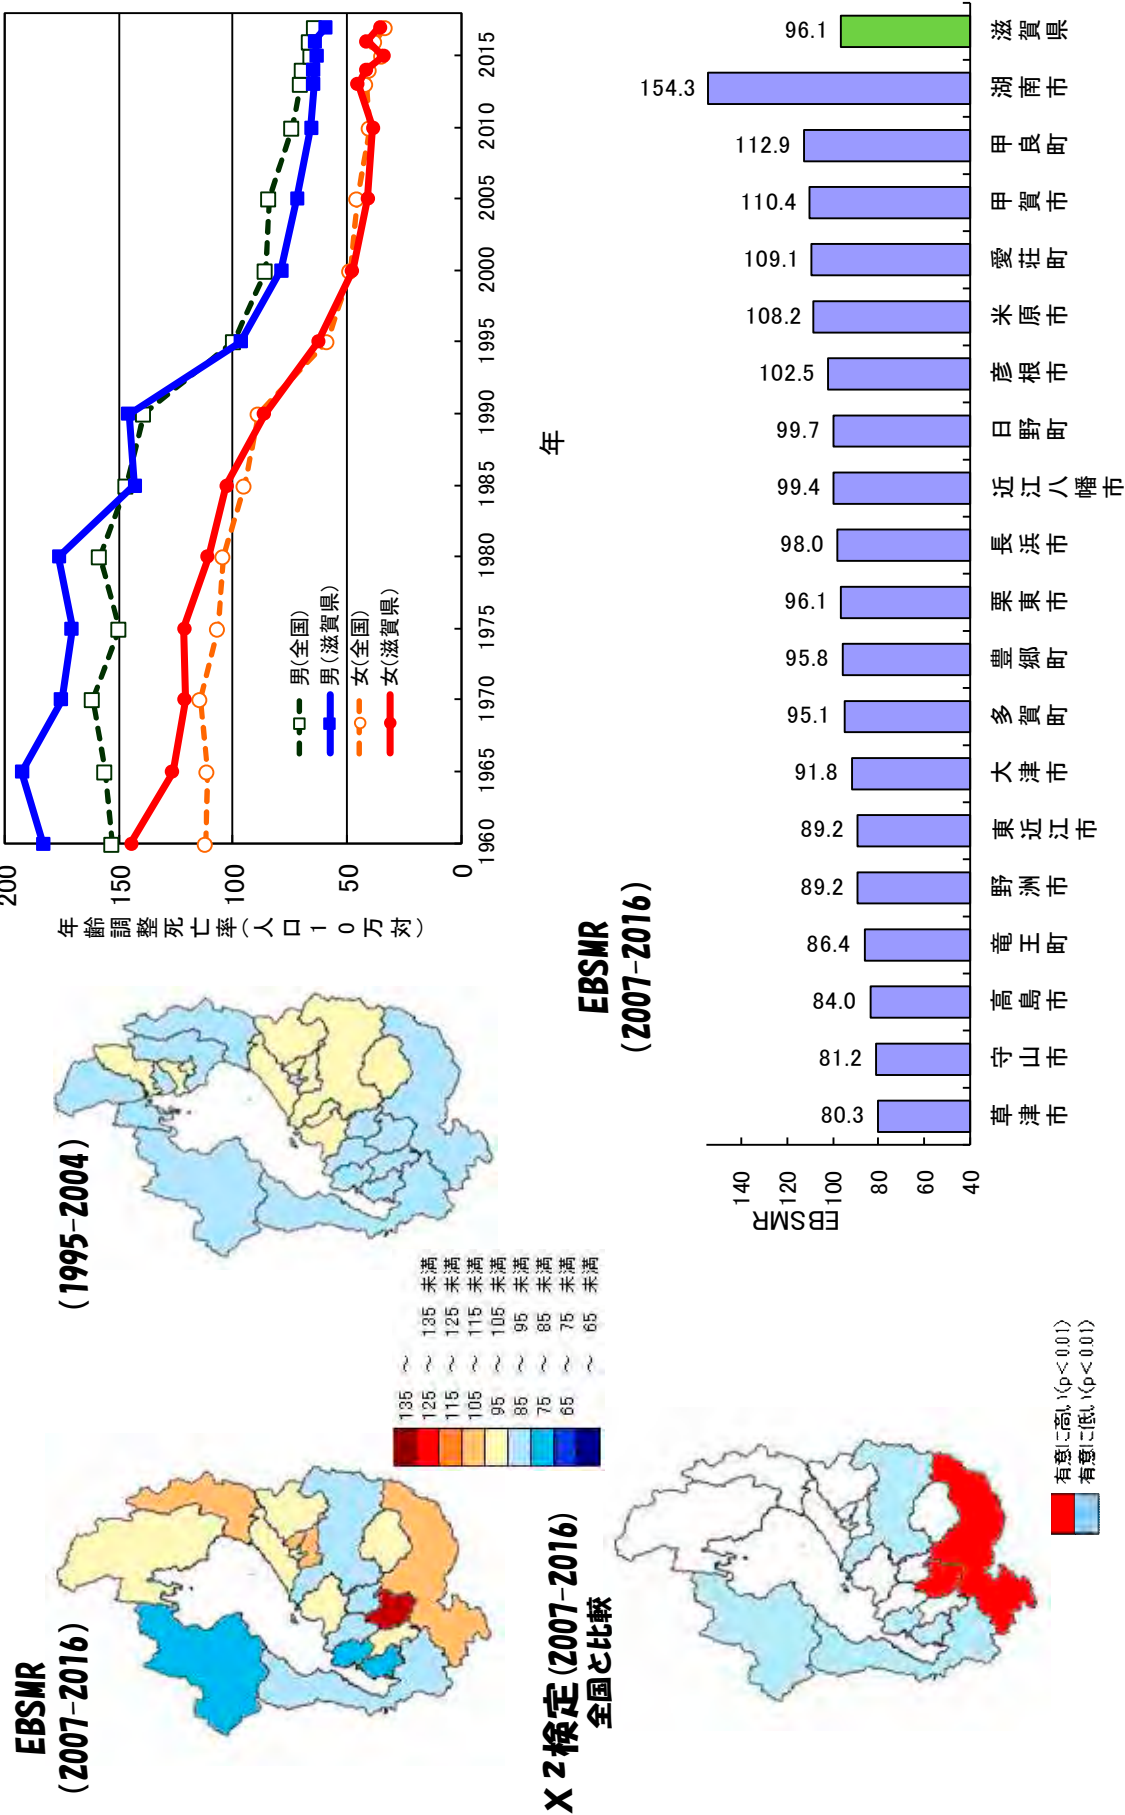 EBSMR
(2007-2016)
(1995-2004)
135 ～
125 ～ 135 未満
115 ～ 125 未満
105 ～ 115 未満
95 ～ 105 未満
85 ～ 95 未満
75 ～ 85 未満
65 ～ 75 未満
～ 65 未満
年齢調整死亡率(人口10万対)
200
150
100
50
0
1960
1965
1970
1975
1980
1985
1990
1995
2000
2005
2010
2015
年
男(全国)
男(滋賀県)
女(全国)
女(滋賀県)
X²検定(2007-2016)
全国と比較
有意に高い(p<0.01)
有意に低い(p<0.01)
EBSMR
(2007-2016)
EBSMR
140
120
100
80
60
40
80.3
81.2
84.0
86.4
89.2
89.2
91.8
95.1
95.8
96.1
98.0
99.4
99.7
102.5
108.2
109.1
110.4
112.9
154.3
96.1
草津市
守山市
高島市
竜王町
野洲市
東近江市
大津市
多賀町
豊郷町
栗東市
長浜市
近江八幡市
日野町
彦根市
米原市
愛荘町
甲賀市
甲良町
湖南市
滋賀県